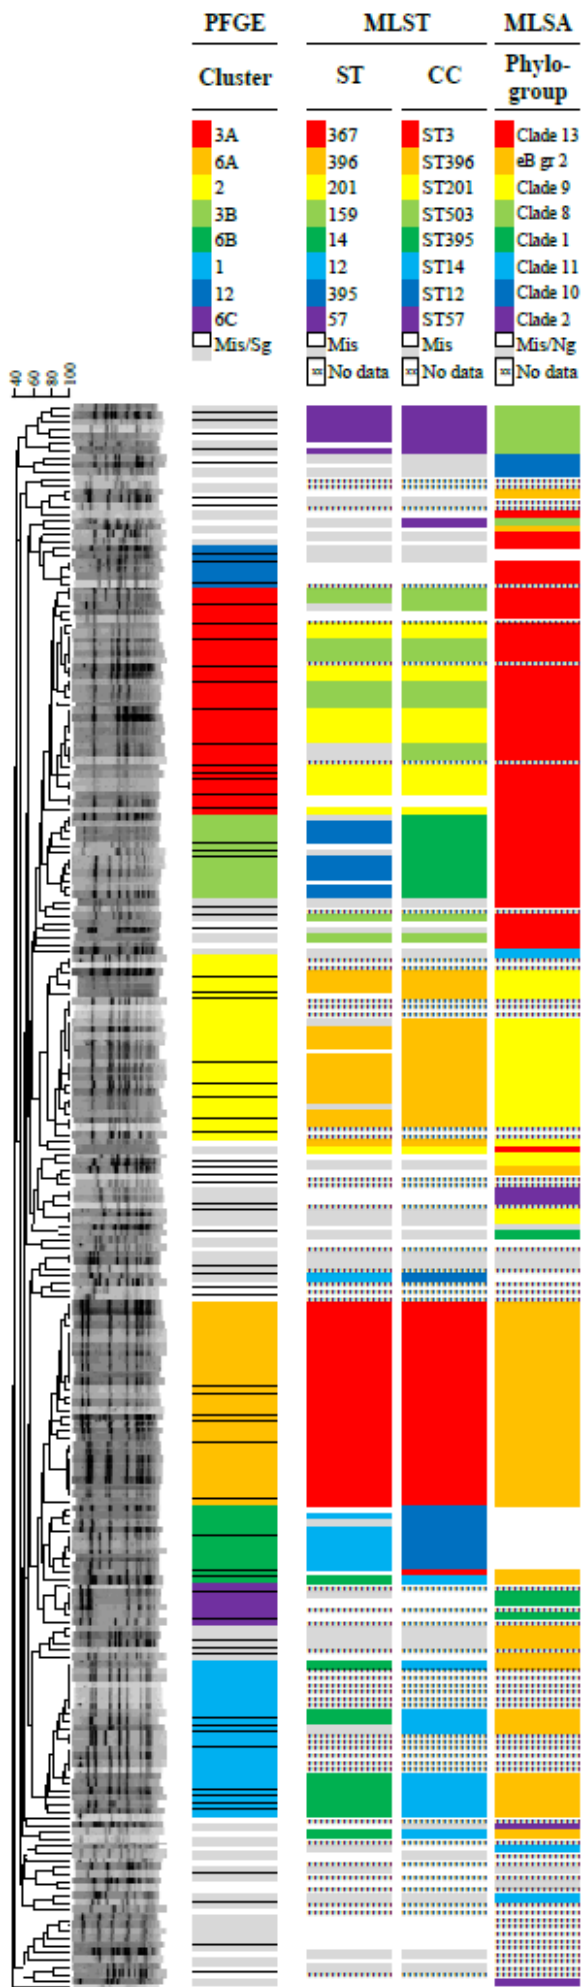 PFGE MLST MLSA
Cluster ST CC Phylo-
group
3A 367 ST3 Clade 13
6A 396 ST396 eB gr 2
2 201 ST201 Clade 9
3B 159 ST503 Clade 8
6B 14 ST395 Clade 1
1 12 ST14 Clade 11
12 395 ST12 Clade 10
6C 57 ST57 Clade 2
Mis/Sg Mis Mis Mis/Ng
xx No data xx No data xx No data
40 60 80 100